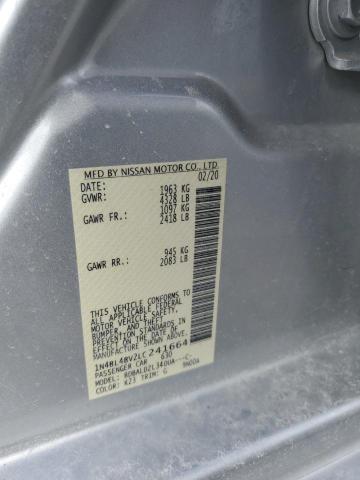 MFD BY NISSAN MOTOR CO., LTD.
DATE: 02/20
GVWR: 1963 KG
4328 LB
GAWR FR.: 1097 KG
2418 LB
GAWR RR.: 945 KG
2083 LB
THIS VEHICLE CONFORMS TO
ALL APPLICABLE FEDERAL
MOTOR VEHICLE SAFETY,
BUMPER, AND THEFT
PREVENTION STANDARDS IN
EFFECT ON THE DATE OF
MANUFACTURE SHOWN ABOVE.
1N4BL4BV2LC241664
PASSENGER CAR 630
MODEL: BDBALDZL34DUA---C-
COLOR: K23 TRIM: G